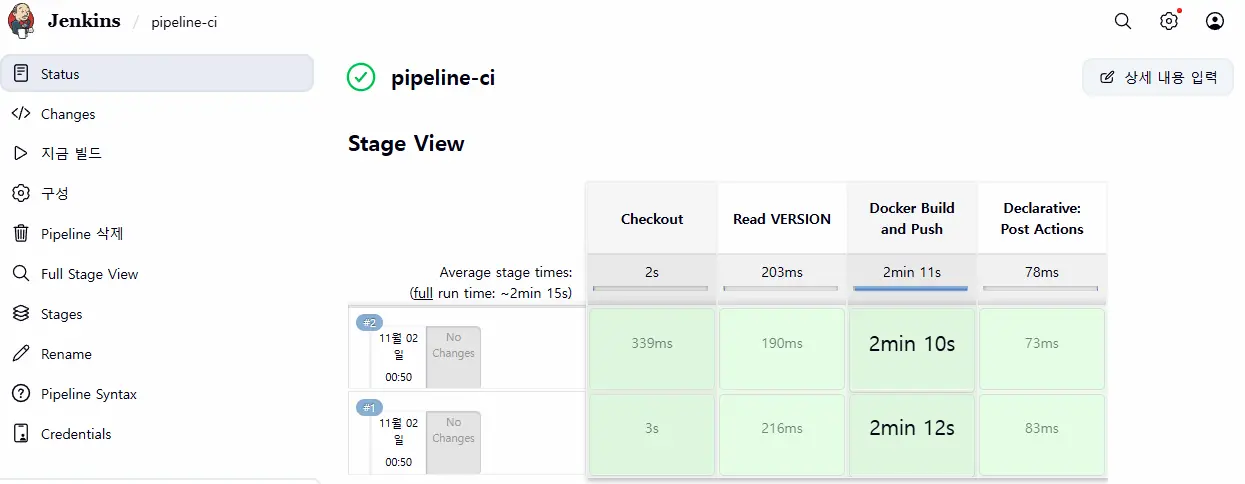 Jenkins / pipeline-ci
Status
Changes
지금 빌드
구성
Pipeline 삭제
Full Stage View
Stages
Rename
Pipeline Syntax
Credentials
pipeline-ci
상세 내용 입력
Stage View
Checkout
Read VERSION
Docker Build
and Push
Declarative:
Post Actions
Average stage times:
2s
203ms
2min 11s
78ms
(full run time: ~2min 15s)
#2
11월 02
일
00:50
No
Changes
339ms
190ms
2min 10s
73ms
#1
11월 02
일
00:50
No
Changes
3s
216ms
2min 12s
83ms